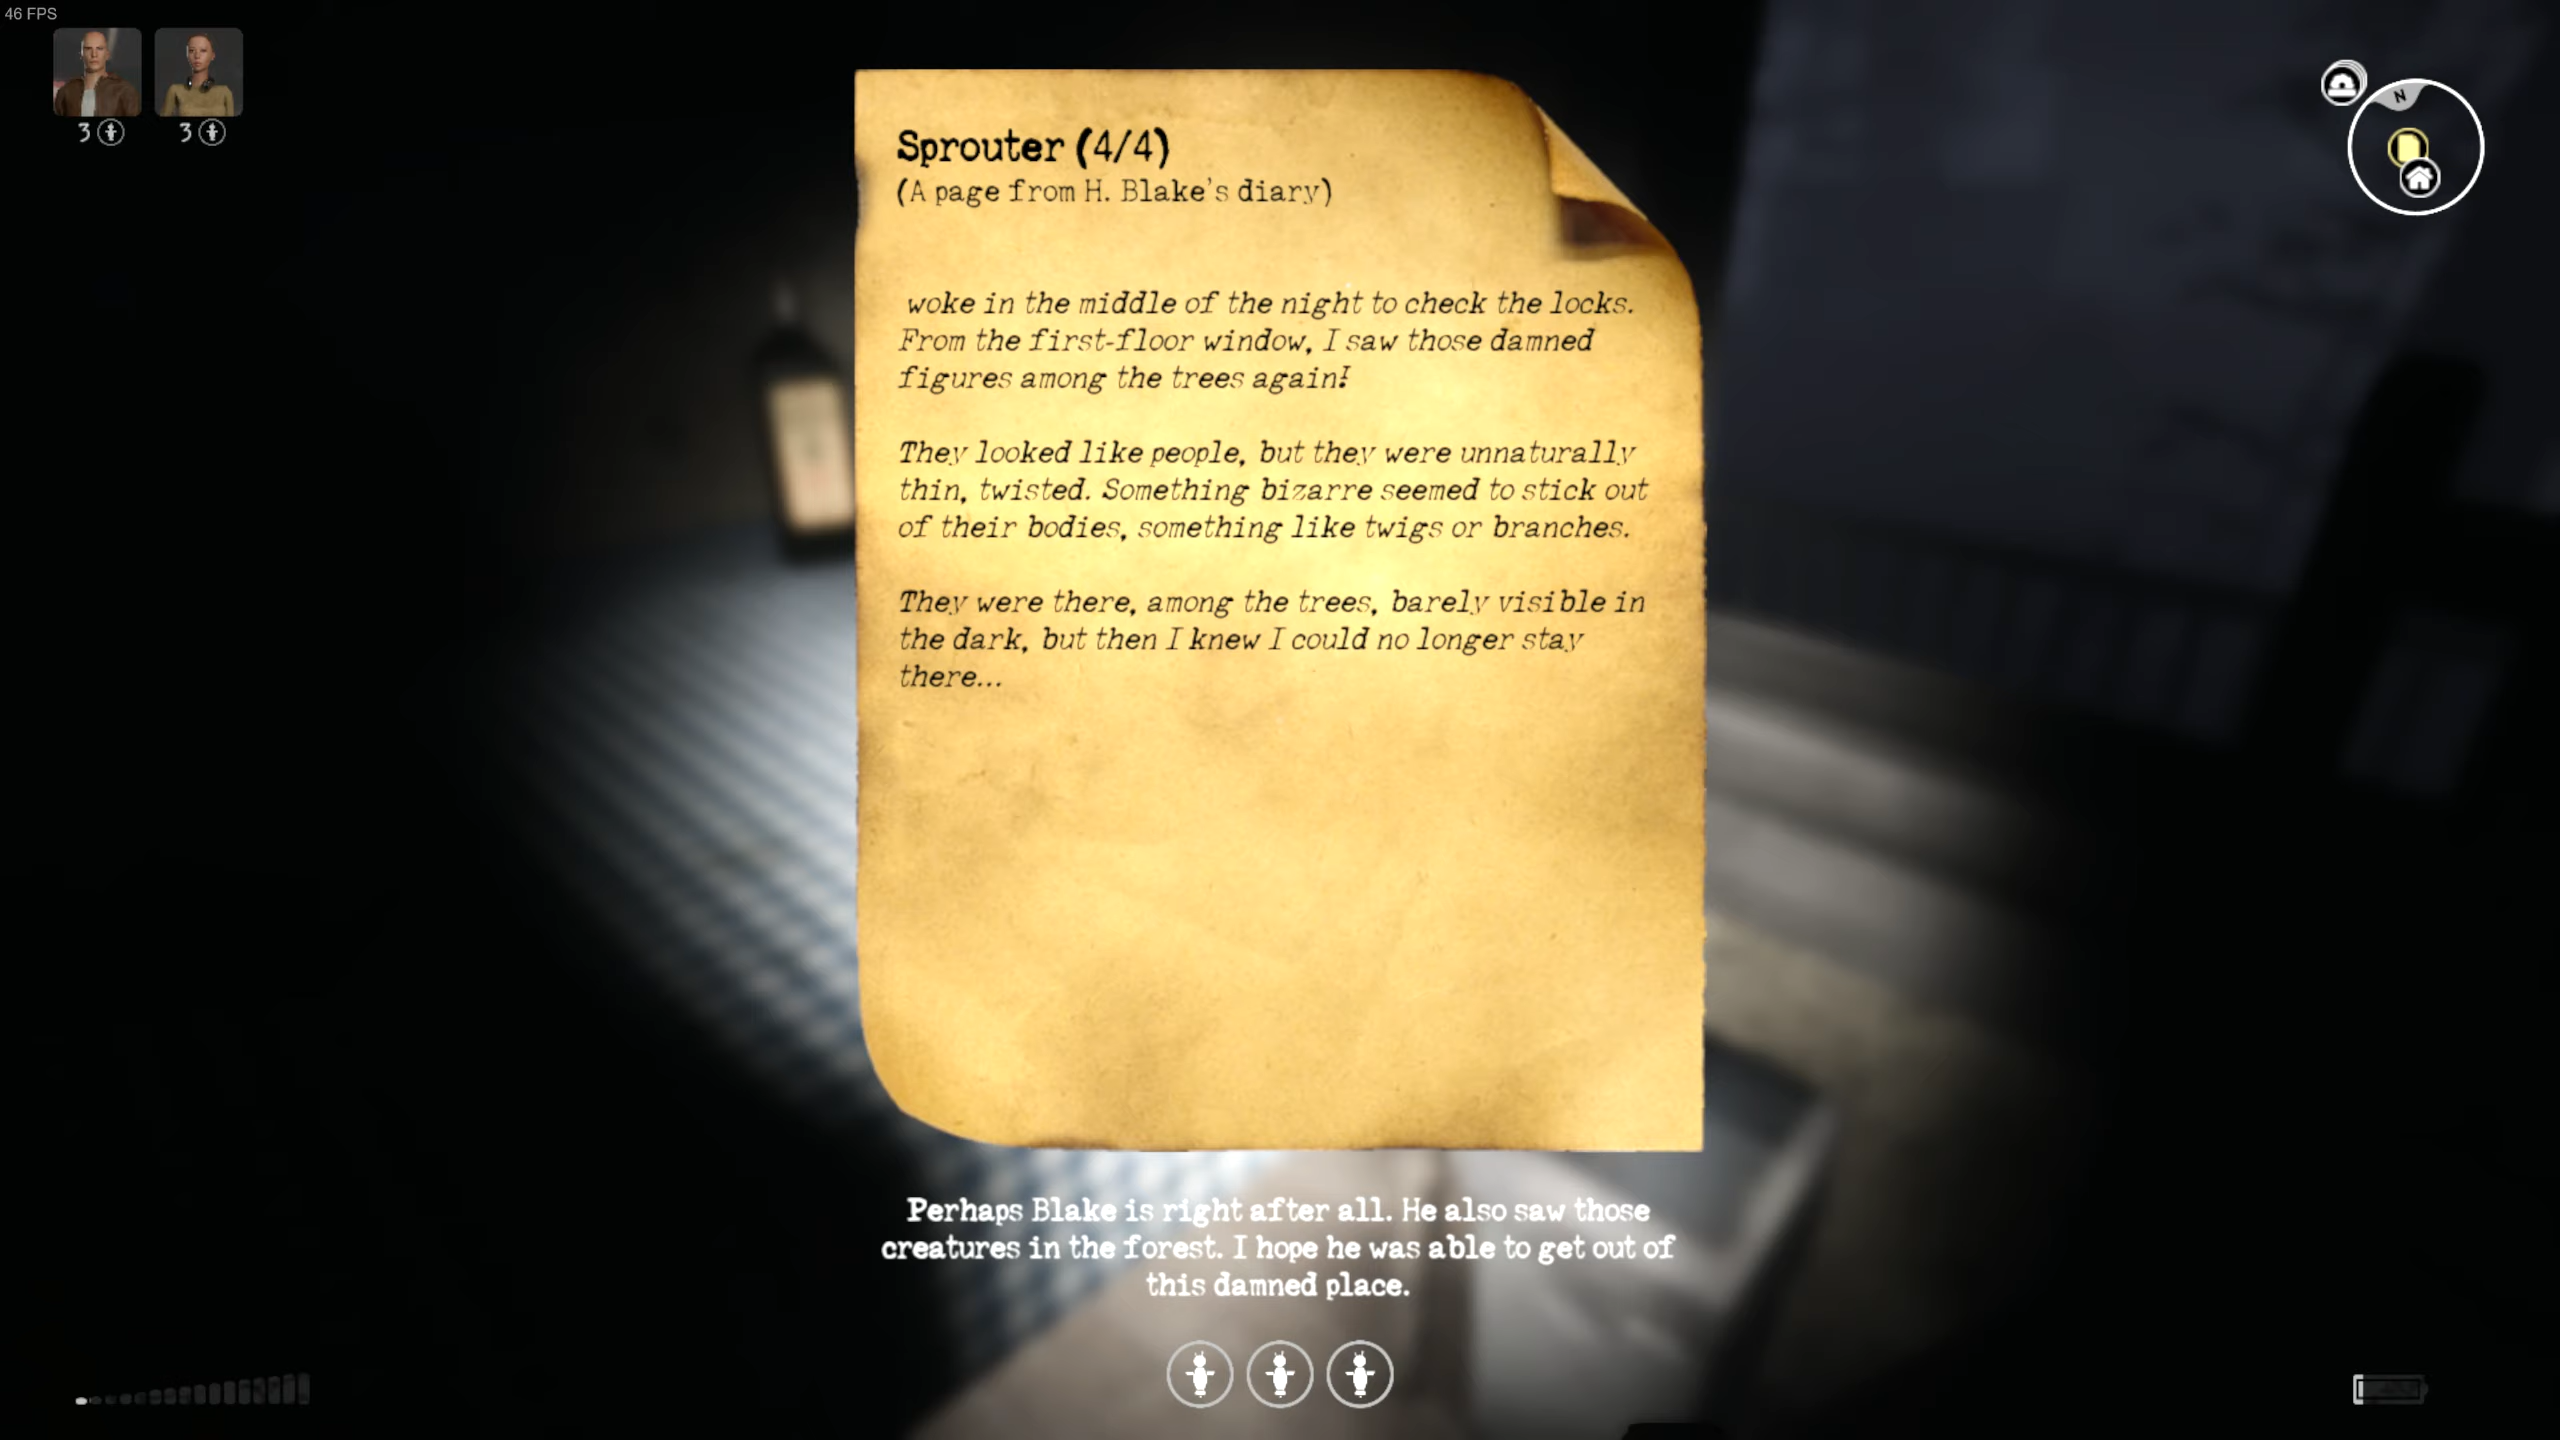 46 FPS
3
3
N
Sprouter (4/4)
(A page from H. Blake's diary)
woke in the middle of the night to check the locks.
From the first-floor window, I saw those damned
figures among the trees again!
They looked like people, but they were unnaturally
thin, twisted. Something bizarre seemed to stick out
of their bodies, something like twigs or branches.
They were there, among the trees, barely visible in
the dark, but then I knew I could no longer stay
there...
Perhaps Blake is right after all. He also saw those
creatures in the forest. I hope he was able to get out of
this damned place.